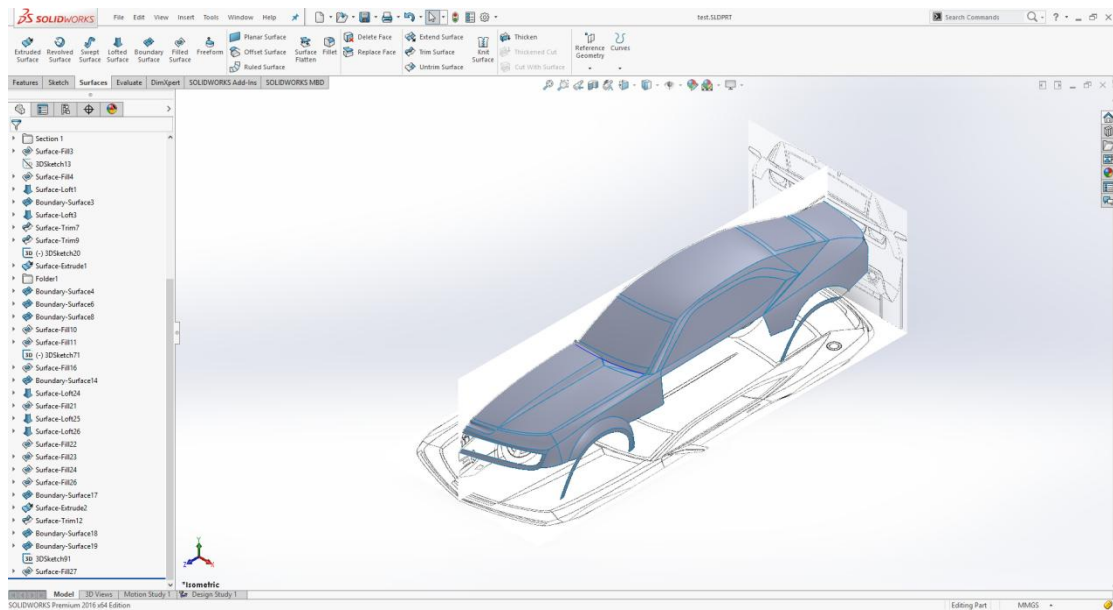 SOLIDWORKS File Edit View Insert Tools Window Help test.SLDPRT Search Commands
Extruded Surface Revolved Surface Swept Surface Lofted Surface Boundary Surface Filled Surface Freeform
Planar Surface
Offset Surface
Ruled Surface
Surface Flatten Fillet
Delete Face
Replace Face
Extend Surface
Trim Surface
Untrim Surface
Knit Surface
Thicken
Thickened Cut
Cut With Surface
Reference Geometry Curves
Features Sketch Surfaces Evaluate DimXpert SOLIDWORKS Add-Ins SOLIDWORKS MBD
Section 1
Surface-Fill3
3DSketch13
Surface-Fill4
Surface-Loft1
Boundary-Surface3
Surface-Loft3
Surface-Trim7
Surface-Trim9
3D (-) 3DSketch20
Surface-Extrude1
Folder1
Boundary-Surface4
Boundary-Surface6
Boundary-Surface8
Surface-Fill10
Surface-Fill11
3D (-) 3DSketch71
Surface-Fill16
Boundary-Surface14
Surface-Loft24
Surface-Fill21
Surface-Loft25
Surface-Loft26
Surface-Fill22
Surface-Fill23
Surface-Fill24
Surface-Fill26
Boundary-Surface17
Surface-Extrude2
Surface-Trim12
Boundary-Surface18
Boundary-Surface19
3D 3DSketch91
Surface-Fill27
*Isometric
Model 3D Views Motion Study 1 Design Study 1
SOLIDWORKS Premium 2016 x64 Edition Editing Part MMGS